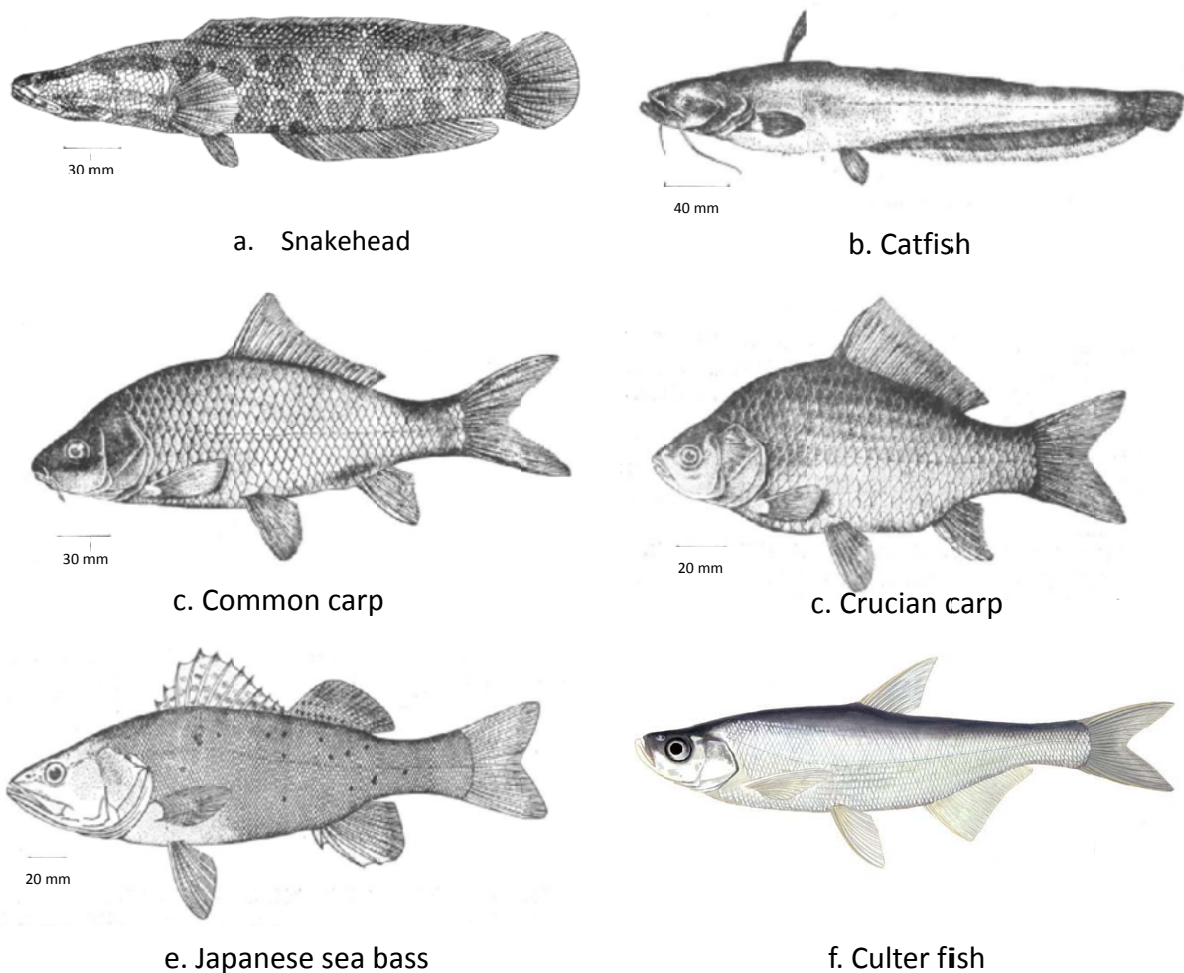 30 mm
a. Snakehead
40 mm
b. Catfish
30 mm
c. Common carp
20 mm
c. Crucian carp
20 mm
e. Japanese sea bass
f. Culter fish